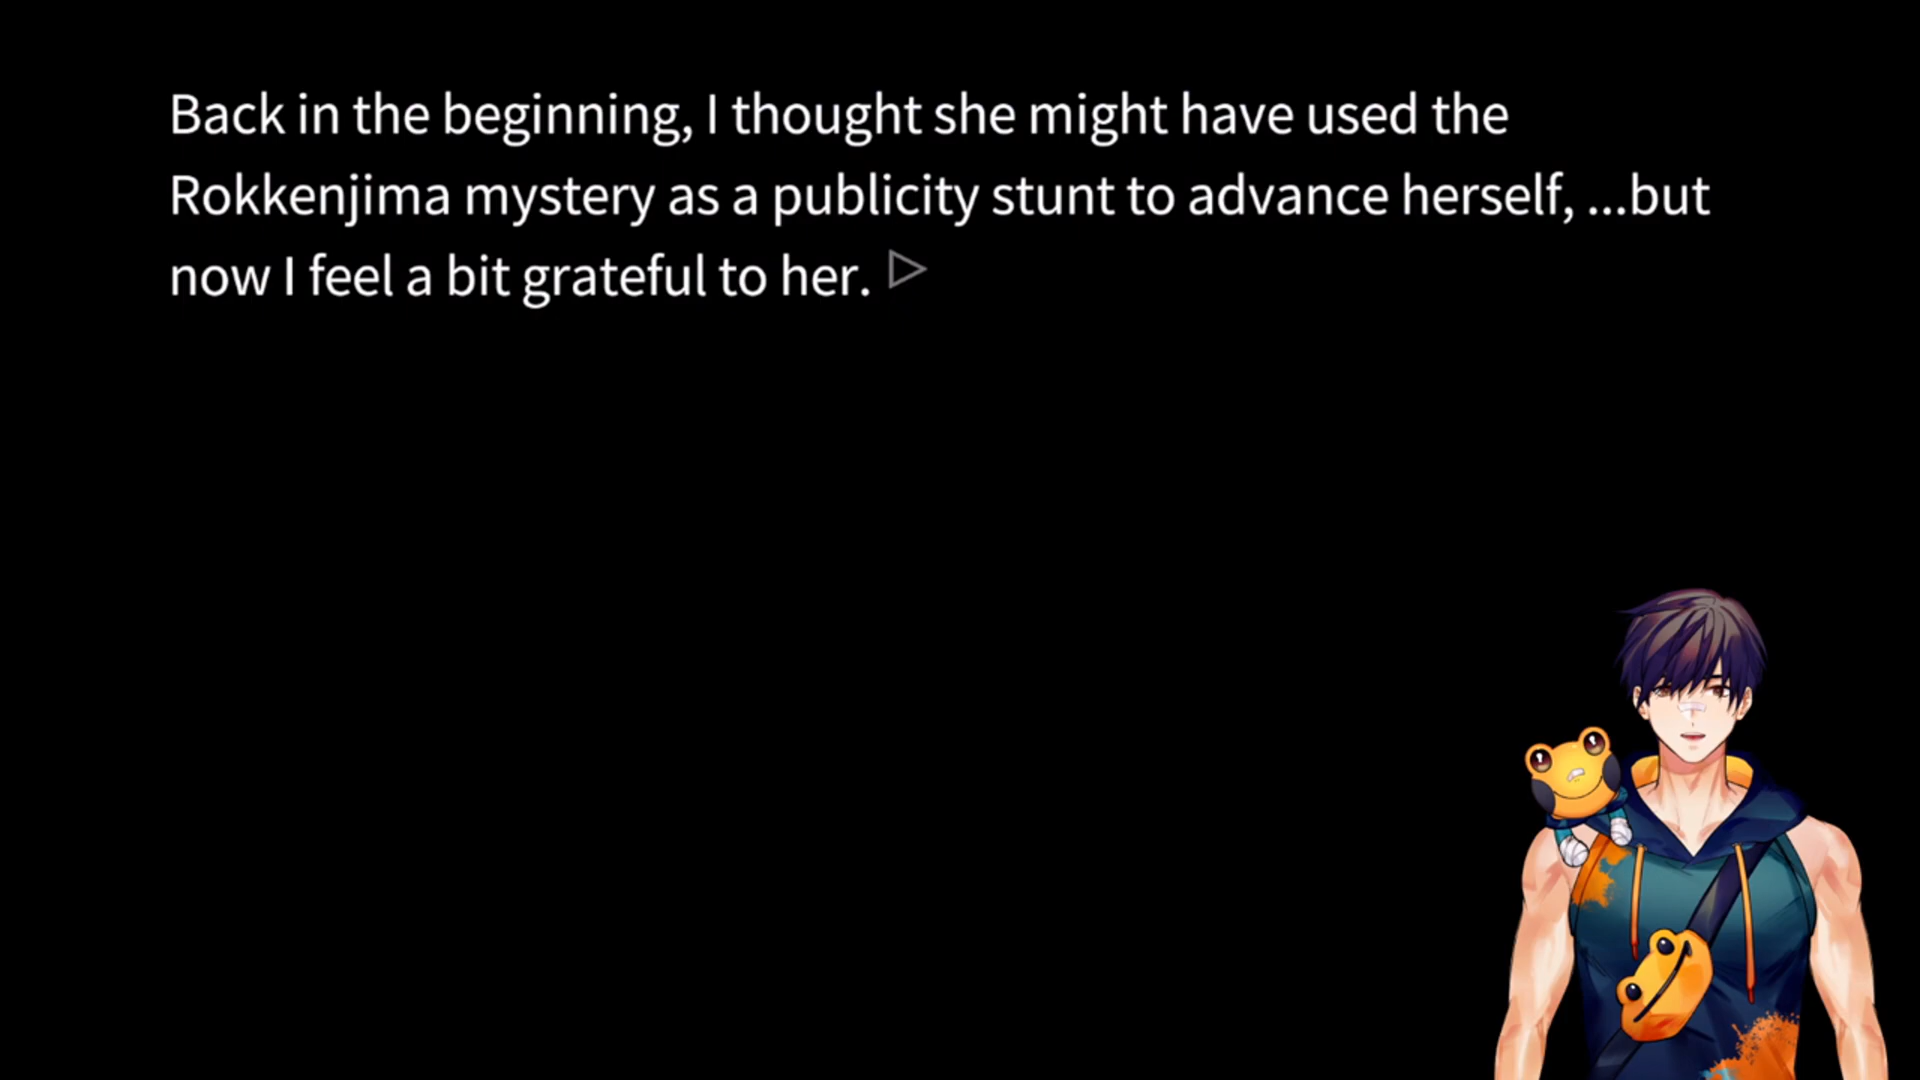 Back in the beginning, I thought she might have used the
Rokkenjima mystery as a publicity stunt to advance herself, ...but
now I feel a bit grateful to her.